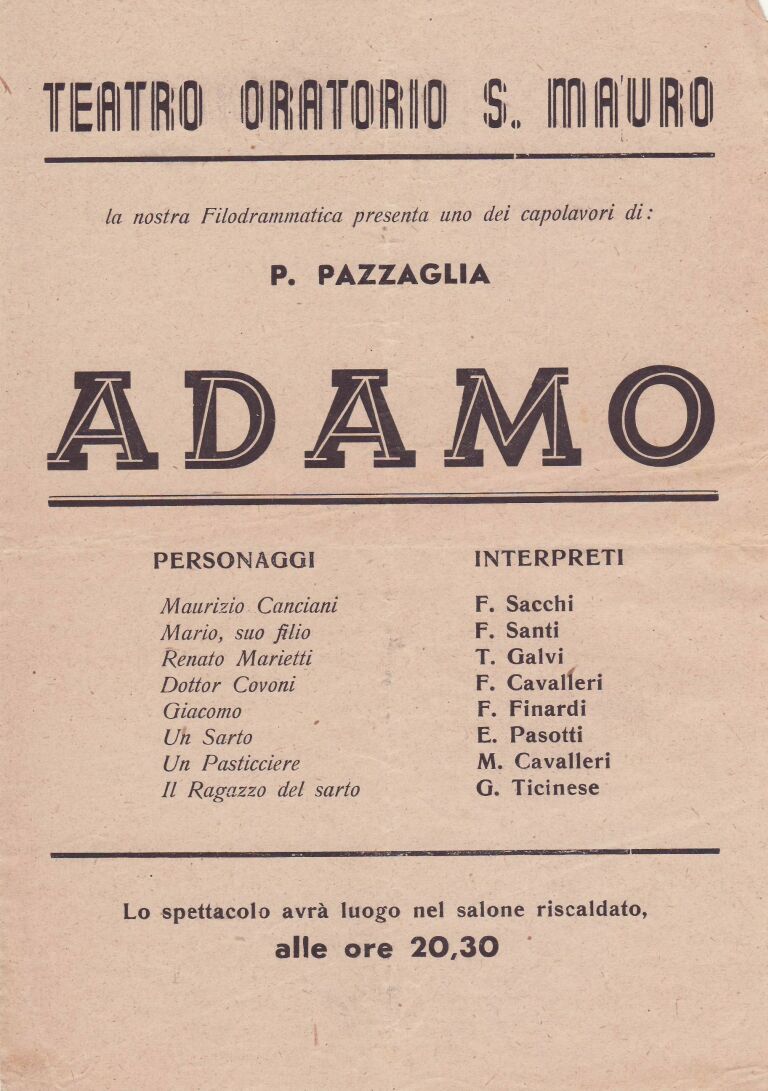 TEATRO ORATORIO S. MAURO
la nostra Filodrammatica presenta uno dei capolavori di:
P. PAZZAGLIA
ADAMO
PERSONAGGI INTERPRETI
Maurizio Canciani F. Sacchi
Mario, suo filio F. Santi
Renato Marietti T. Galvi
Dottor Covoni F. Cavalleri
Giacomo F. Finardi
Un Sarto E. Pasotti
Un Pasticciere M. Cavalleri
Il Ragazzo del sarto G. Ticinese
Lo spettacolo avrà luogo nel salone riscaldato,
alle ore 20,30